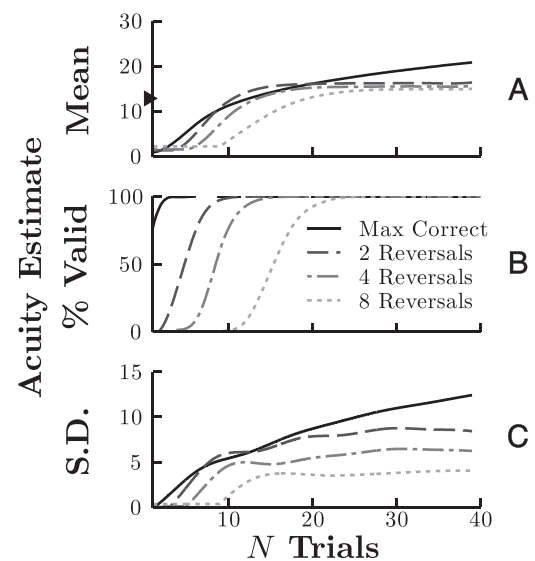 Acuity Estimate
Mean
30
20
10
0
A
% Valid
100
50
0
Max Correct
2 Reversals
4 Reversals
8 Reversals
B
S.D.
15
10
5
0
C
10 20 30 40
N Trials